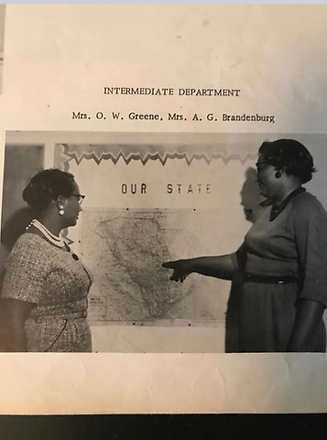 INTERMEDIATE DEPARTMENT
Mrs. O. W. Greene, Mrs. A. G. Brandenburg
OUR STATE